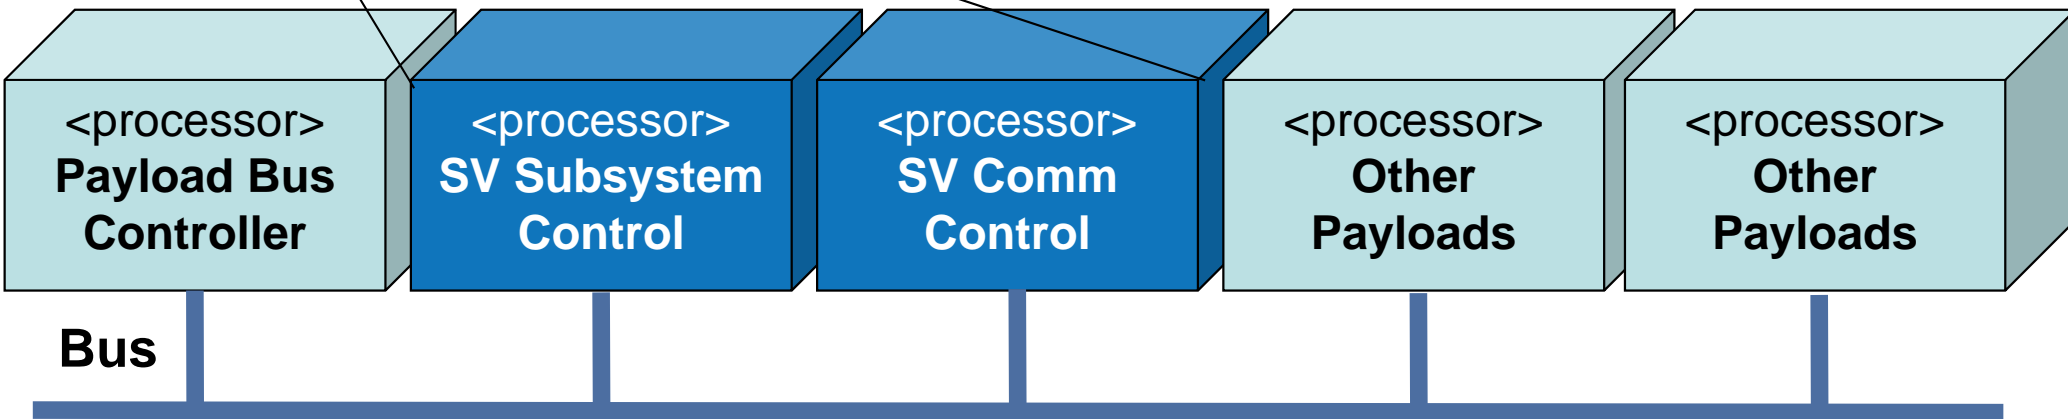 <processor>
Payload Bus
Controller
<processor>
SV Subsystem
Control
<processor>
SV Comm
Control
<processor>
Other
Payloads
<processor>
Other
Payloads
Bus